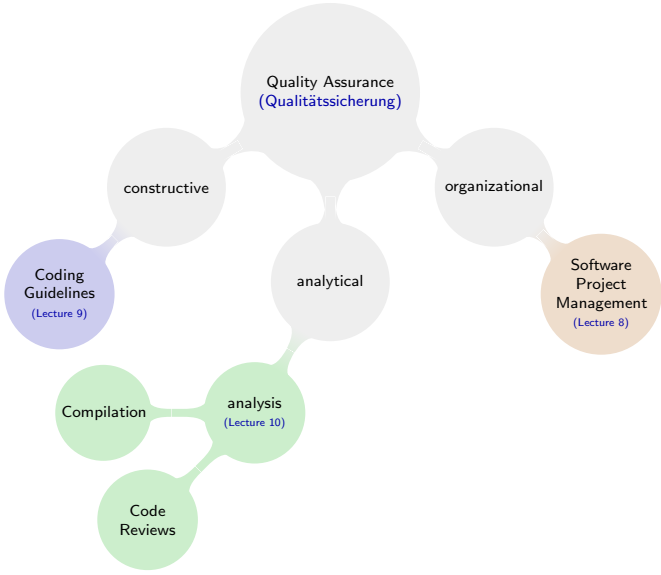 Quality Assurance
(Qualitätssicherung)
constructive
organizational
analytical
Coding
Guidelines
(Lecture 9)
Software
Project
Management
(Lecture 8)
analysis
(Lecture 10)
Compilation
Code
Reviews